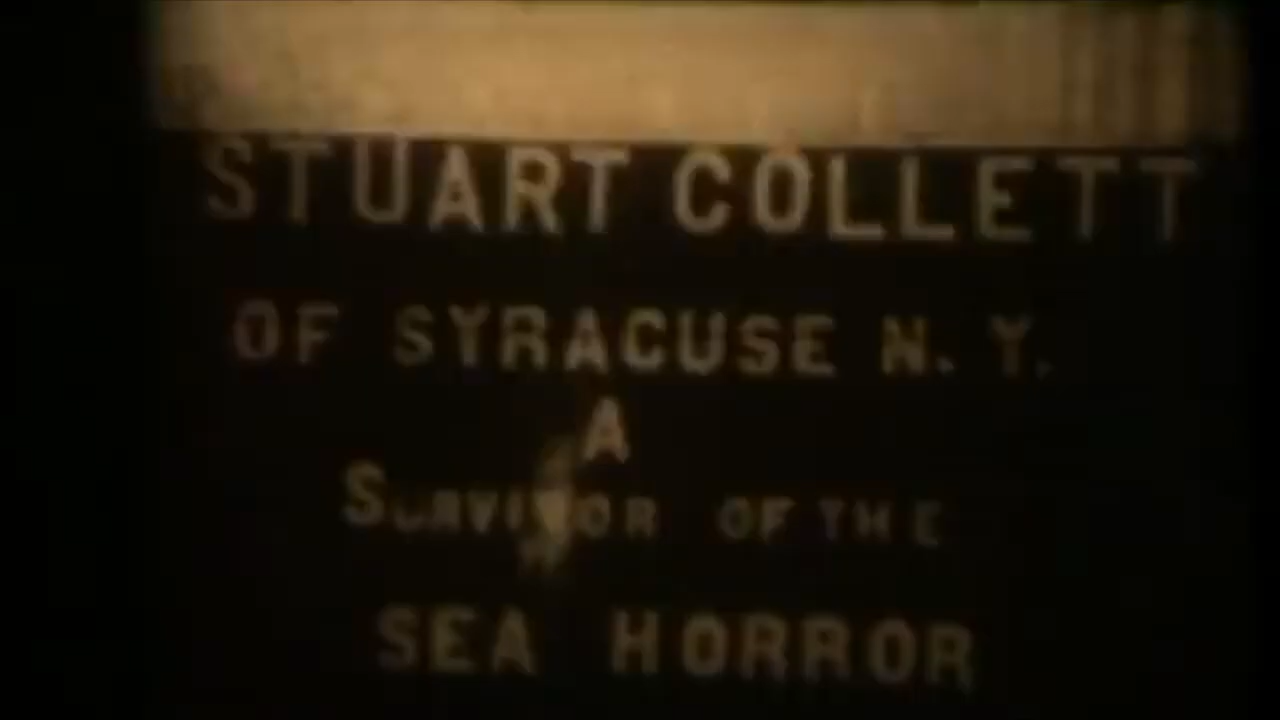 STUART COLLETT
OF SYRACUSE N. Y.
A
SURVIVOR OF THE
SEA HORROR